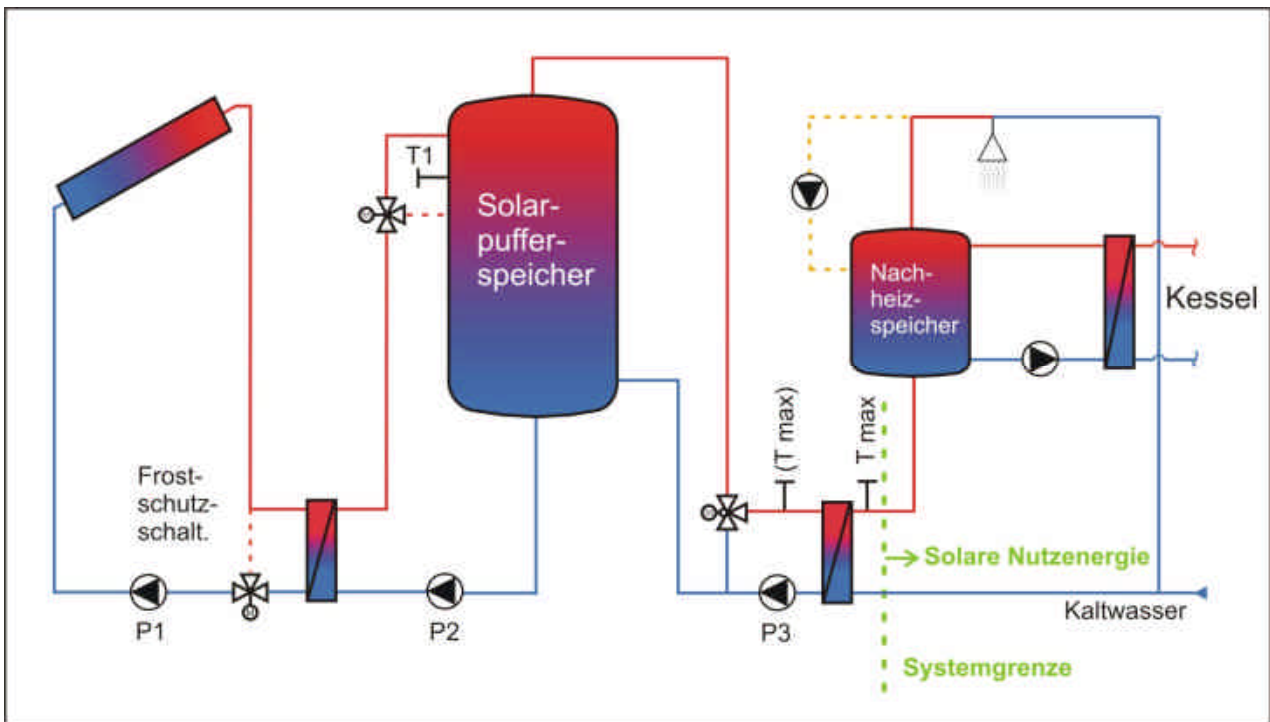 T1
Solar-
puffer-
speicher
Nach-
heiz-
speicher
Kessel
(T max)
T max
Frost-
schutz-
schalt.
Solare Nutzenergie
Kaltwasser
P1
P2
P3
Systemgrenze